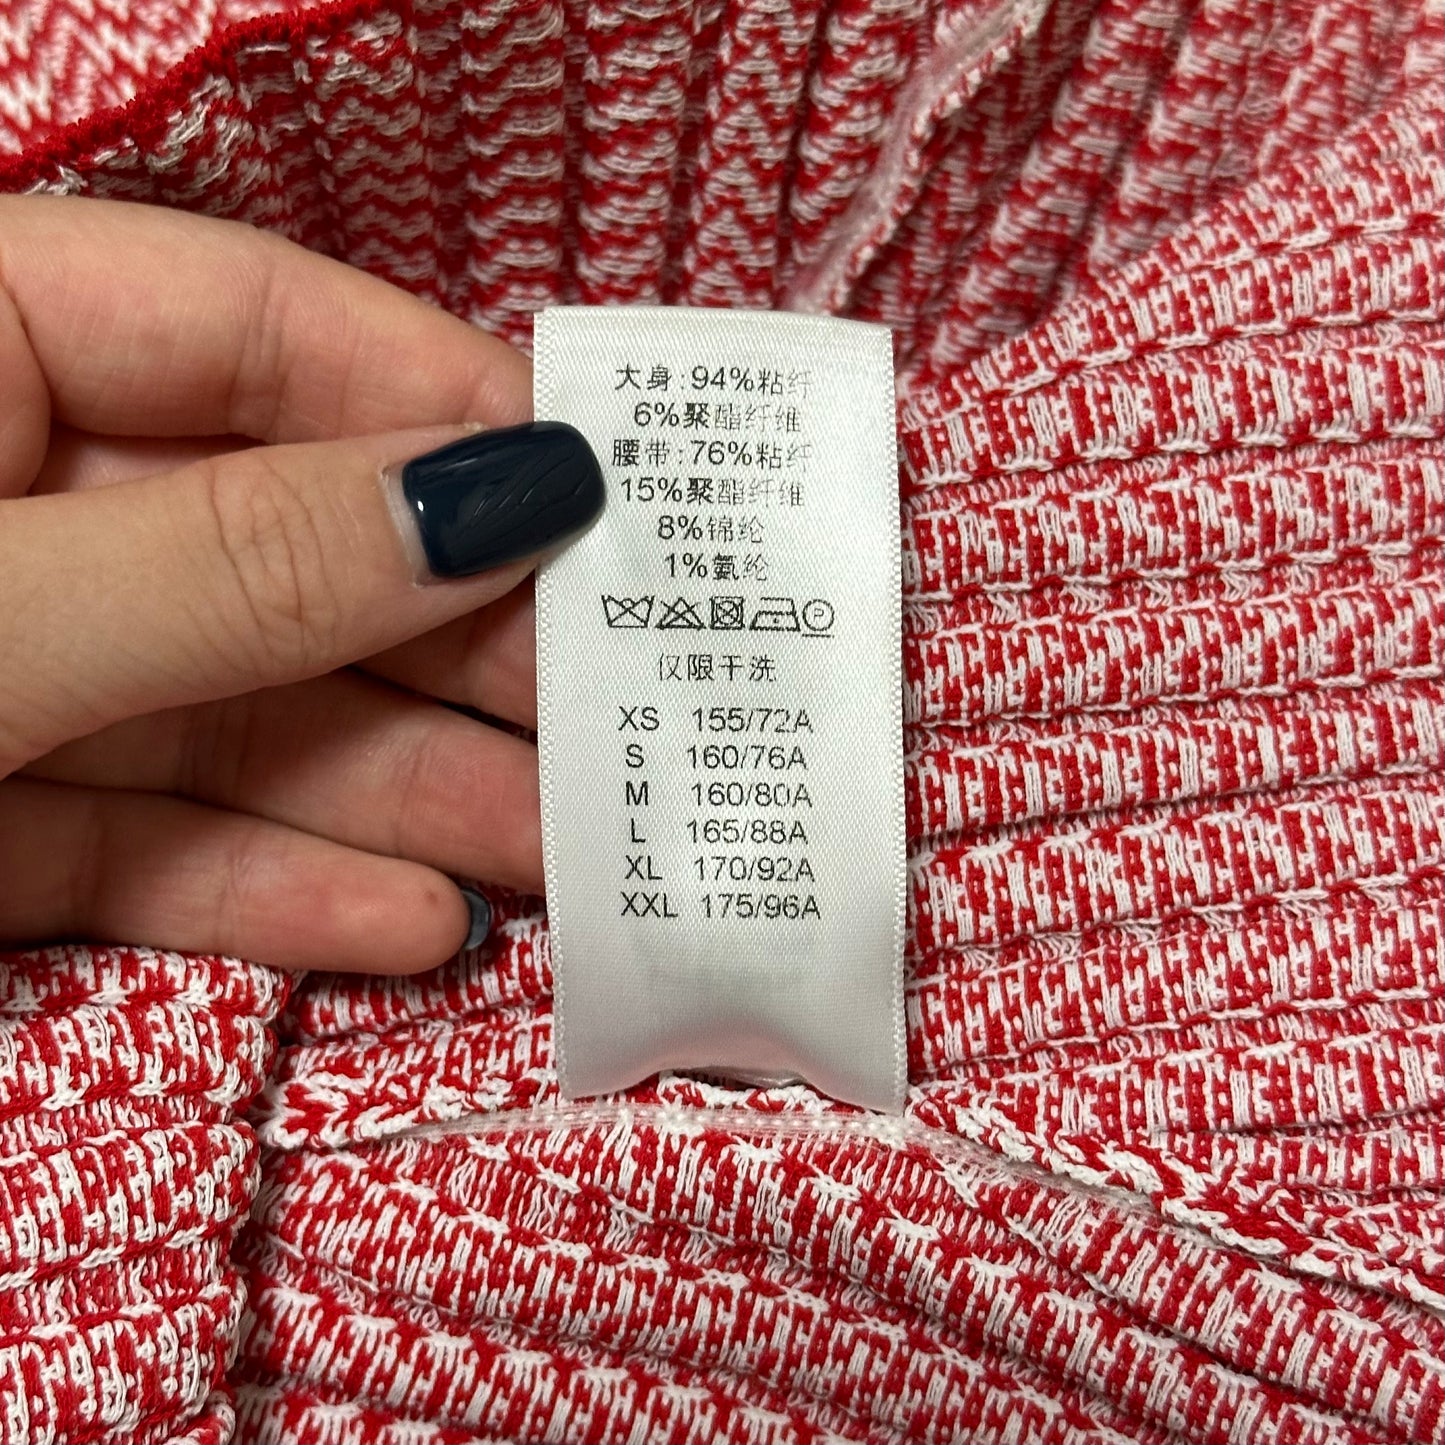 大身:94%粘纤
6%聚酯纤维
腰带:76%粘纤
15%聚酯纤维
8%锦纶
1%氨纶
P
仅限干洗
XS 155/72A
S 160/76A
M 160/80A
L 165/88A
XL 170/92A
XXL 175/96A